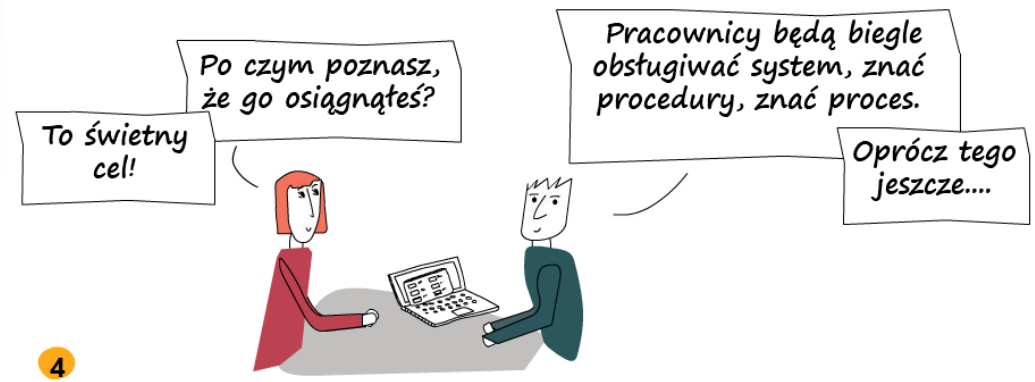 To świetny
cel!
Po czym poznasz,
że go osiągnąłeś?
Pracownicy będą biegle
obsługiwać system, znać
procedury, znać proces.
Oprócz tego
jeszcze....
4